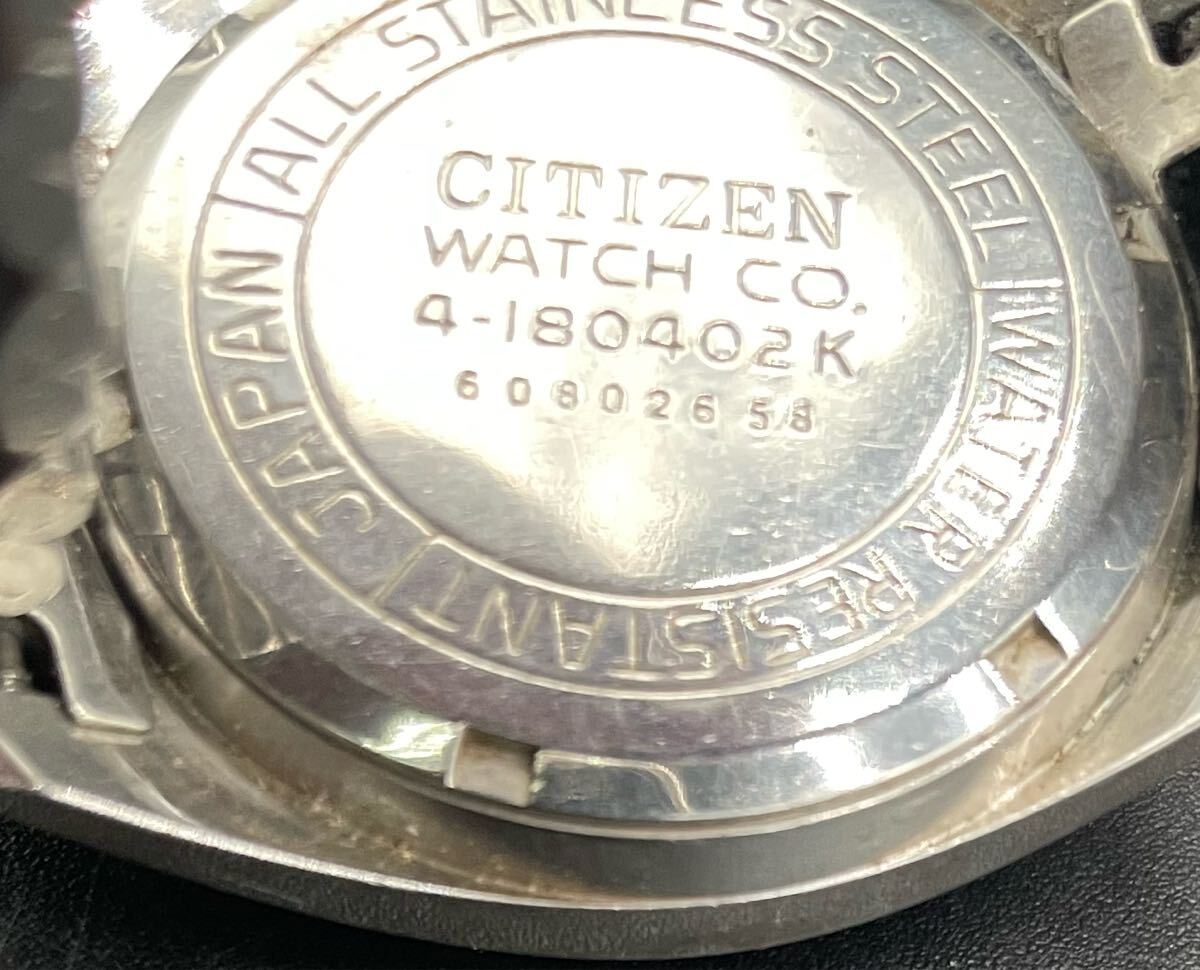 CITIZEN
WATCH CO.
4-180402K
60802658
JAPAN | ALL STAINLESS STEEL | WATER RESISTANT |